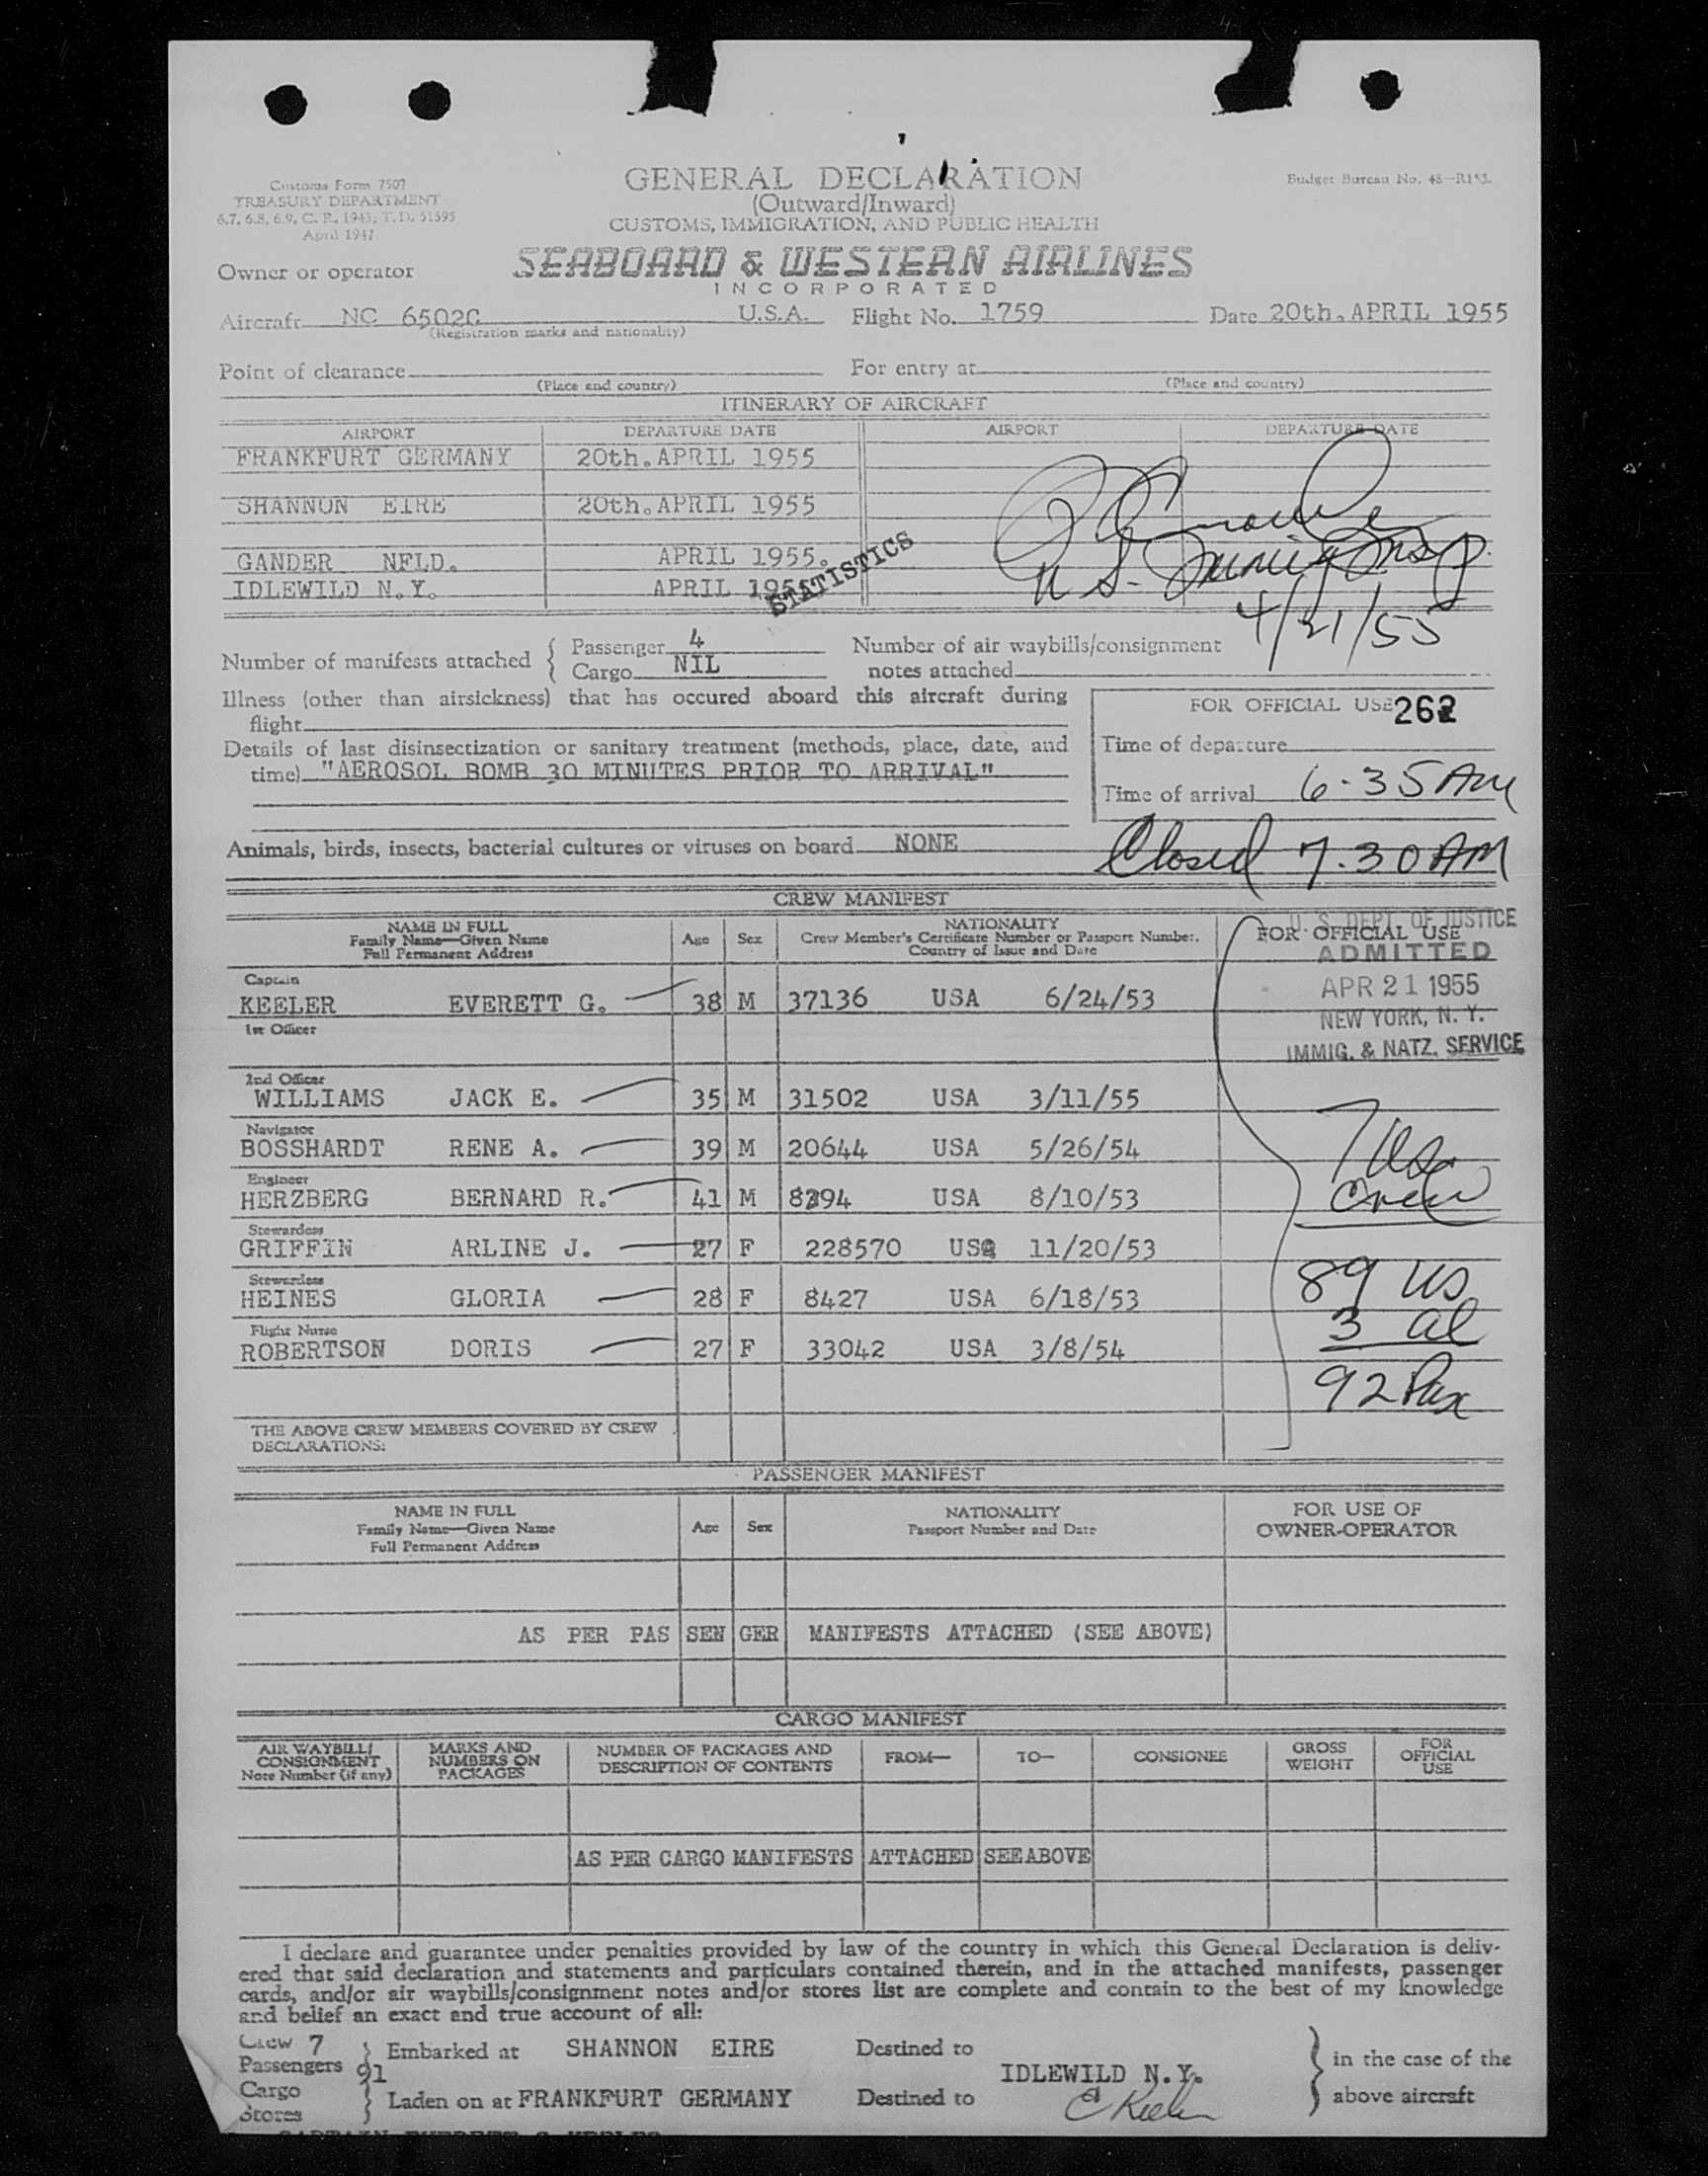 Customs Form 7507
TREASURY DEPARTMENT
6.7, 6.8, 6.9, C. R. 1943; T. D. 51595
April 1947
GENERAL DECLARATION
(Outward/Inward)
CUSTOMS, IMMIGRATION, AND PUBLIC HEALTH
Budget Bureau No. 48—R153.
Owner or operator
SEABOARD & WESTERN AIRLINES
INCORPORATED
Aircraft NC 6502C U.S.A. Flight No. 1759 Date 20th. APRIL 1955
(Registration marks and nationality)
Point of clearance For entry at
(Place and country) (Place and country)
ITINERARY OF AIRCRAFT
AIRPORT DEPARTURE DATE AIRPORT DEPARTURE DATE
FRANKFURT GERMANY 20th. APRIL 1955
SHANNON EIRE 20th. APRIL 1955
GANDER NFLD. APRIL 1955.
IDLEWILD N.Y. APRIL 1955
STATISTICS
U S. Immig Insp
4/21/55
Number of manifests attached { Passenger 4
Cargo NIL
Number of air waybills/consignment
notes attached
Illness (other than airsickness) that has occured aboard this aircraft during
flight
Details of last disinsectization or sanitary treatment (methods, place, date, and
time) "AEROSOL BOMB 30 MINUTES PRIOR TO ARRIVAL"
FOR OFFICIAL USE 262
Time of departure
Time of arrival 6-35 AM
Animals, birds, insects, bacterial cultures or viruses on board NONE
Closed 7.30 AM
CREW MANIFEST
NAME IN FULL
Family Name—Given Name
Full Permanent Address
Age Sex
NATIONALITY
Crew Member's Certificate Number or Passport Number.
Country of Issue and Date
FOR OFFICIAL USE
U. S. DEPT. OF JUSTICE
ADMITTED
APR 21 1955
NEW YORK, N. Y.
IMMIG. & NATZ. SERVICE
Captain
KEELER EVERETT G. 38 M 37136 USA 6/24/53
1st Officer
2nd Officer
WILLIAMS JACK E. 35 M 31502 USA 3/11/55
Navigator
BOSSHARDT RENE A. 39 M 20644 USA 5/26/54
Engineer
HERZBERG BERNARD R. 41 M 8294 USA 8/10/53
Stewardess
GRIFFIN ARLINE J. 27 F 228570 USA 11/20/53
Stewardess
HEINES GLORIA 28 F 8427 USA 6/18/53
Flight Nurse
ROBERTSON DORIS 27 F 33042 USA 3/8/54
7 USC
Crew
89 US
3 al
92 Pax
THE ABOVE CREW MEMBERS COVERED BY CREW
DECLARATIONS:
PASSENGER MANIFEST
NAME IN FULL
Family Name—Given Name
Full Permanent Address
Age Sex
NATIONALITY
Passport Number and Date
FOR USE OF
OWNER-OPERATOR
AS PER PAS SEN GER MANIFESTS ATTACHED (SEE ABOVE)
CARGO MANIFEST
AIR WAYBILL/
CONSIGNMENT
Note Number (if any)
MARKS AND
NUMBERS ON
PACKAGES
NUMBER OF PACKAGES AND
DESCRIPTION OF CONTENTS
FROM— TO— CONSIGNEE
GROSS
WEIGHT
FOR
OFFICIAL
USE
AS PER CARGO MANIFESTS ATTACHED SEE ABOVE
I declare and guarantee under penalties provided by law of the country in which this General Declaration is deliv-
ered that said declaration and statements and particulars contained therein, and in the attached manifests, passenger
cards, and/or air waybills/consignment notes and/or stores list are complete and contain to the best of my knowledge
and belief an exact and true account of all:
Crew 7
Passengers 91
Embarked at SHANNON EIRE Destined to
IDLEWILD N.Y.
Cargo
Stores
Laden on at FRANKFURT GERMANY Destined to
in the case of the
above aircraft
E Keeler